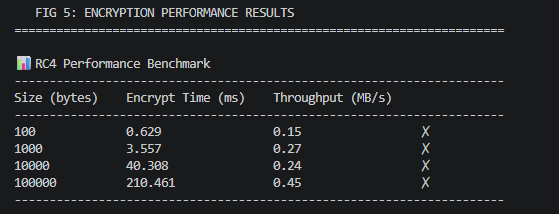 FIG 5: ENCRYPTION PERFORMANCE RESULTS
======================================================================
📊 RC4 Performance Benchmark
----------------------------------------------------------------------
Size (bytes) Encrypt Time (ms) Throughput (MB/s)
----------------------------------------------------------------------
100 0.629 0.15 ✗
1000 3.557 0.27 ✗
10000 40.308 0.24 ✗
100000 210.461 0.45 ✗
----------------------------------------------------------------------